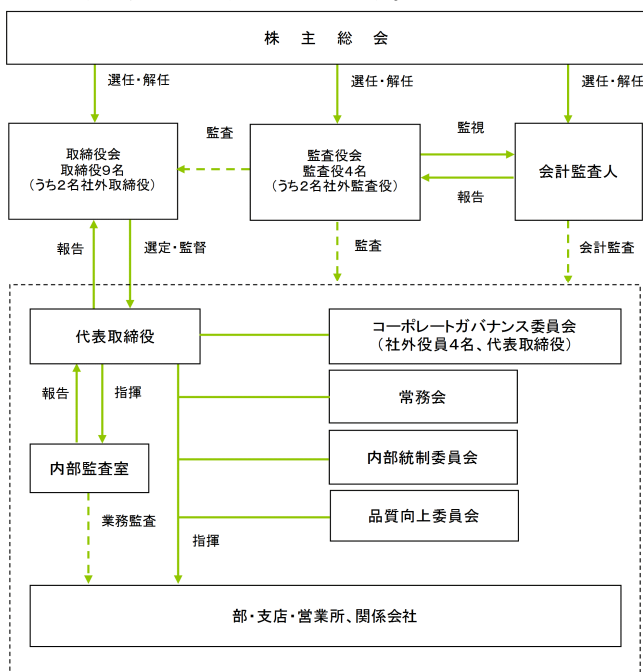 株 主 総 会
選任・解任
選任・解任
選任・解任
取締役会
取締役9名
(うち2名社外取締役)
監査
監査役会
監査役4名
(うち2名社外監査役)
監視
報告
会計監査人
報告
選定・監督
監査
会計監査
代表取締役
コーポレートガバナンス委員会
(社外役員4名、代表取締役)
報告
指揮
常務会
内部監査室
内部統制委員会
業務監査
品質向上委員会
指揮
部・支店・営業所、関係会社